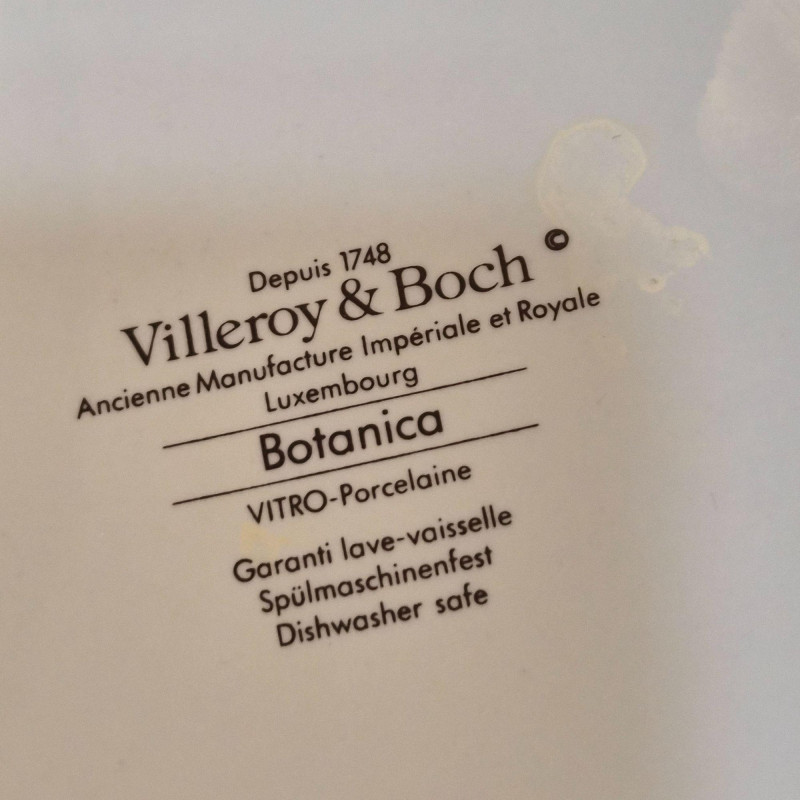 Depuis 1748
Villeroy & Boch ©
Ancienne Manufacture Impériale et Royale
Luxembourg
Botanica
VITRO-Porcelaine
Garanti lave-vaisselle
Spülmaschinenfest
Dishwasher safe